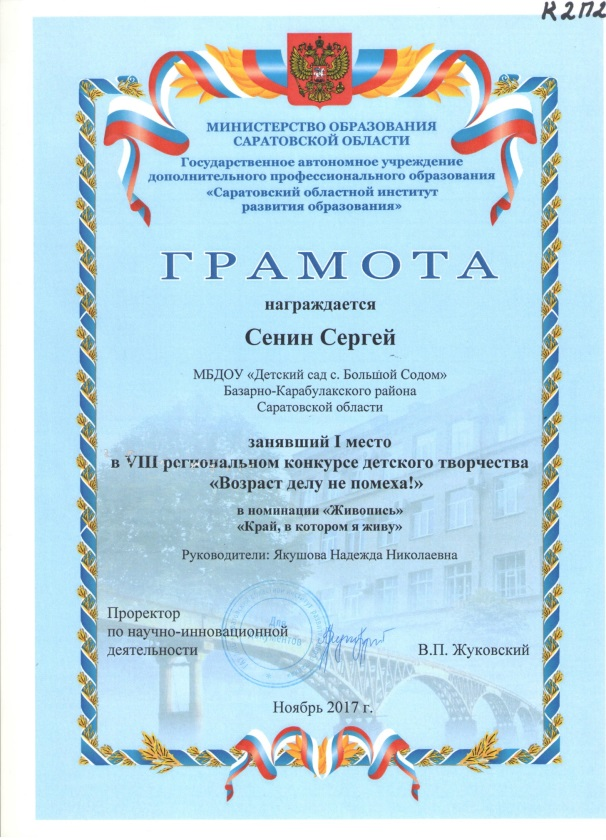 К2П2
МИНИСТЕРСТВО ОБРАЗОВАНИЯ
САРАТОВСКОЙ ОБЛАСТИ
Государственное автономное учреждение
дополнительного профессионального образования
«Саратовский областной институт
развития образования»
ГРАМОТА
награждается
Сенин Сергей
МБДОУ «Детский сад с. Большой Содом»
Базарно-Карабулакского района
Саратовской области
занявший I место
в VIII региональном конкурсе детского творчества
«Возраст делу не помеха!»
в номинации «Живопись»
«Край, в котором я живу»
Руководители: Якушова Надежда Николаевна
Проректор
по научно-инновационной
деятельности
Для
В.П. Жуковский
Ноябрь 2017 г.